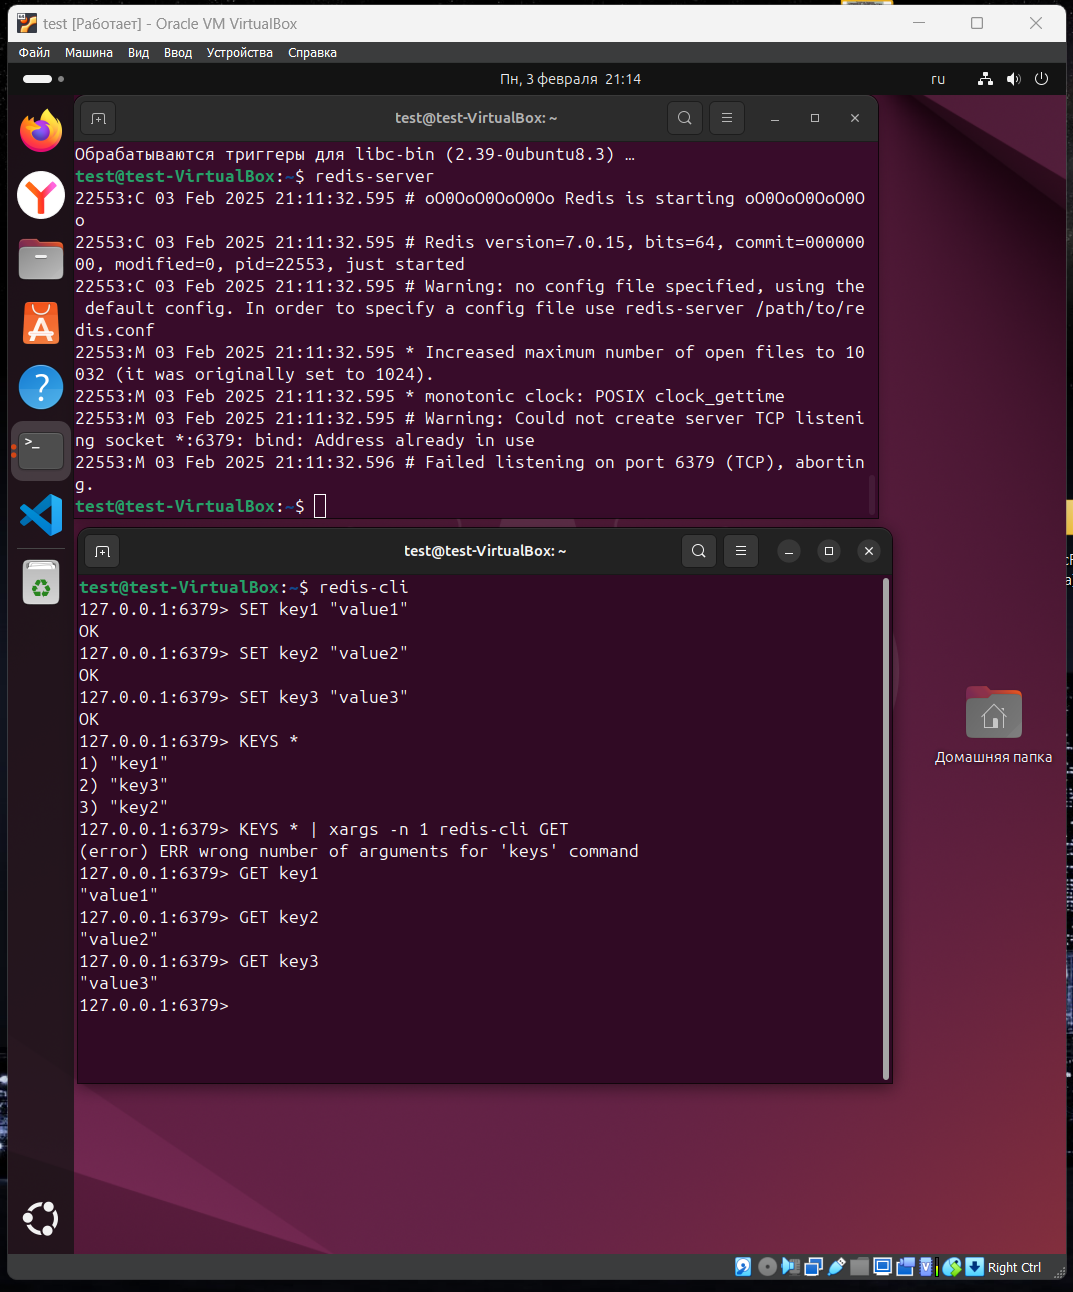 test [Работает] - Oracle VM VirtualBox
Файл Машина Вид Ввод Устройства Справка
Пн, 3 февраля 21:14
ru
test@test-VirtualBox: ~
Обрабатываются триггеры для libc-bin (2.39-0ubuntu8.3) …
test@test-VirtualBox:~$ redis-server
22553:C 03 Feb 2025 21:11:32.595 # oO0OoO0OoO0Oo Redis is starting oO0OoO0OoO0O
o
22553:C 03 Feb 2025 21:11:32.595 # Redis version=7.0.15, bits=64, commit=000000
00, modified=0, pid=22553, just started
22553:C 03 Feb 2025 21:11:32.595 # Warning: no config file specified, using the
 default config. In order to specify a config file use redis-server /path/to/re
dis.conf
22553:M 03 Feb 2025 21:11:32.595 * Increased maximum number of open files to 10
032 (it was originally set to 1024).
22553:M 03 Feb 2025 21:11:32.595 * monotonic clock: POSIX clock_gettime
22553:M 03 Feb 2025 21:11:32.595 # Warning: Could not create server TCP listeni
ng socket *:6379: bind: Address already in use
22553:M 03 Feb 2025 21:11:32.596 # Failed listening on port 6379 (TCP), abortin
g.
test@test-VirtualBox:~$
test@test-VirtualBox: ~
test@test-VirtualBox:~$ redis-cli
127.0.0.1:6379> SET key1 "value1"
OK
127.0.0.1:6379> SET key2 "value2"
OK
127.0.0.1:6379> SET key3 "value3"
OK
127.0.0.1:6379> KEYS *
1) "key1"
2) "key3"
3) "key2"
127.0.0.1:6379> KEYS * | xargs -n 1 redis-cli GET
(error) ERR wrong number of arguments for 'keys' command
127.0.0.1:6379> GET key1
"value1"
127.0.0.1:6379> GET key2
"value2"
127.0.0.1:6379> GET key3
"value3"
127.0.0.1:6379>
Домашняя папка
Right Ctrl